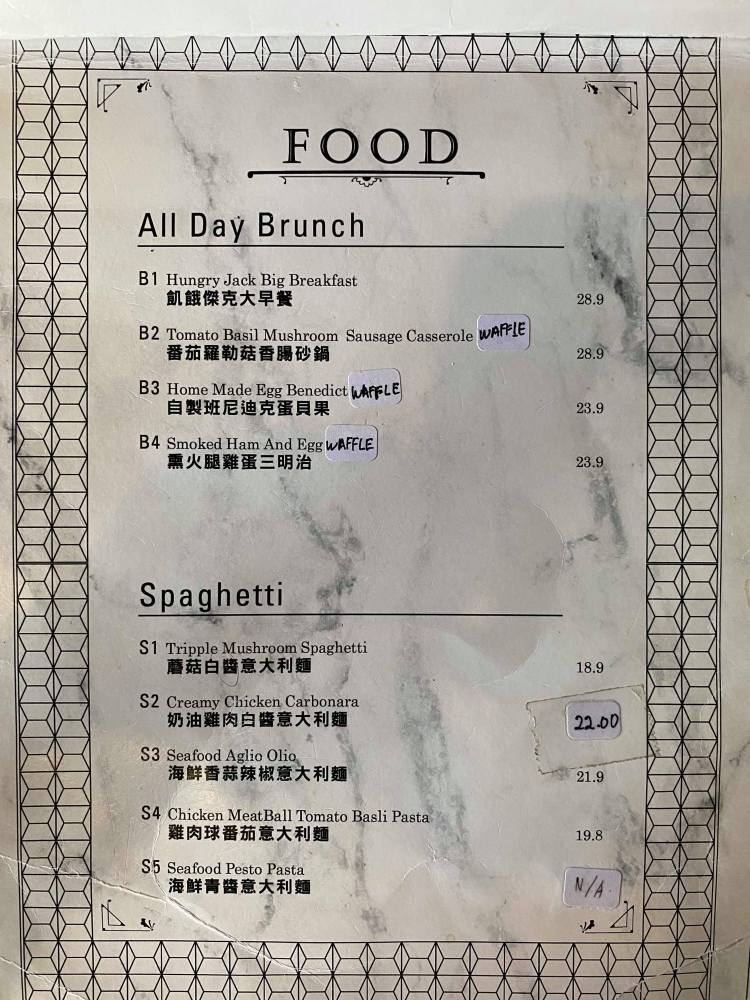 FOOD
All Day Brunch
B1 Hungry Jack Big Breakfast
飢餓傑克大早餐 28.9
B2 Tomato Basil Mushroom Sausage Casserole WAFFLE
番茄羅勒菇香腸砂鍋 28.9
B3 Home Made Egg Benedict WAFFLE
自製班尼迪克蛋貝果 23.9
B4 Smoked Ham And Egg WAFFLE
熏火腿雞蛋三明治 23.9
Spaghetti
S1 Tripple Mushroom Spaghetti
蘑菇白醬意大利麵 18.9
S2 Creamy Chicken Carbonara
奶油雞肉白醬意大利麵 22.00
S3 Seafood Aglio Olio
海鮮香蒜辣椒意大利麵 21.9
S4 Chicken MeatBall Tomato Basli Pasta
雞肉球番茄意大利麵 19.8
S5 Seafood Pesto Pasta
海鮮青醬意大利麵 N/A